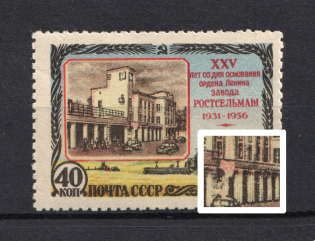 XXV
лет со дня основания
ордена Ленина
завода
РОСТСЕЛЬМАШ
1931-1956
40
КОП
ПОЧТА СССР